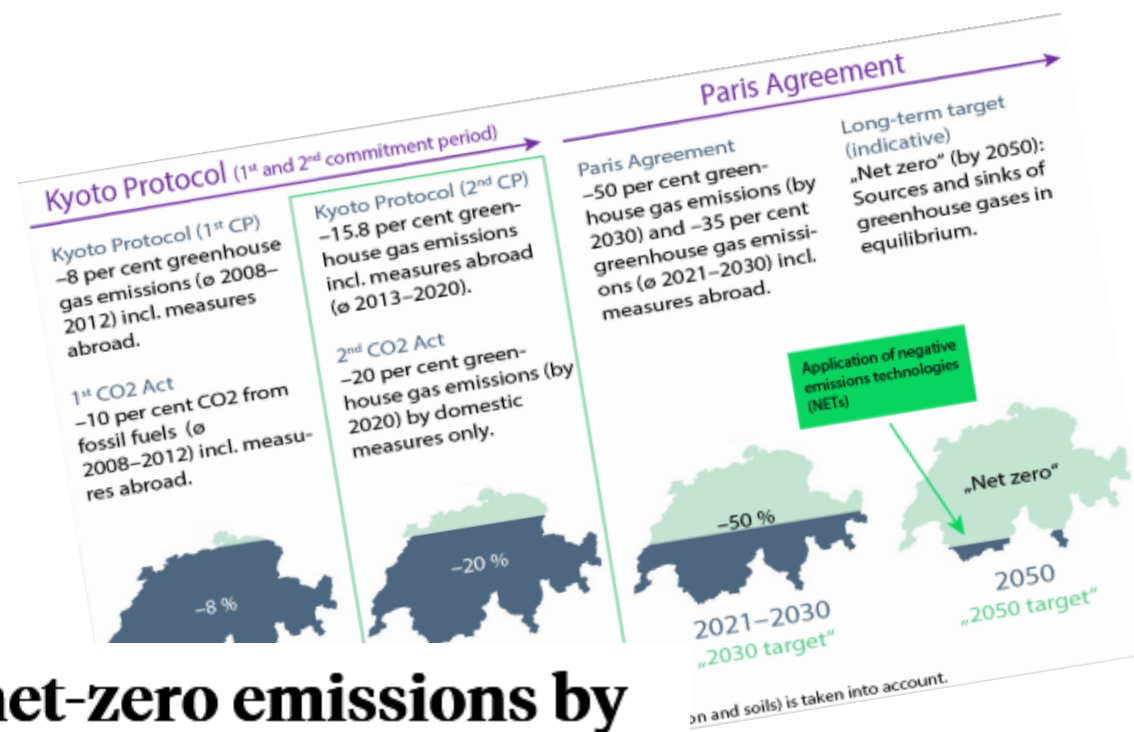 Kyoto Protocol (1st and 2nd commitment period)
Paris Agreement
Kyoto Protocol (1st CP)
–8 per cent greenhouse
gas emissions (ø 2008–
2012) incl. measures
abroad.
1st CO2 Act
–10 per cent CO2 from
fossil fuels (ø
2008–2012) incl. measu-
res abroad.
Kyoto Protocol (2nd CP)
–15.8 per cent green-
house gas emissions
incl. measures abroad
(ø 2013–2020).
2nd CO2 Act
–20 per cent green-
house gas emissions (by
2020) by domestic
measures only.
Paris Agreement
–50 per cent green-
house gas emissions (by
2030) and –35 per cent
greenhouse gas emissi-
ons (ø 2021–2030) incl.
measures abroad.
Long-term target
(indicative)
„Net zero“ (by 2050):
Sources and sinks of
greenhouse gases in
equilibrium.
Application of negative
emissions technologies
(NETs)
–8 %
–20 %
–50 %
„Net zero“
2021–2030
„2030 target“
2050
„2050 target“
and soils) is taken into account.
net-zero emissions by